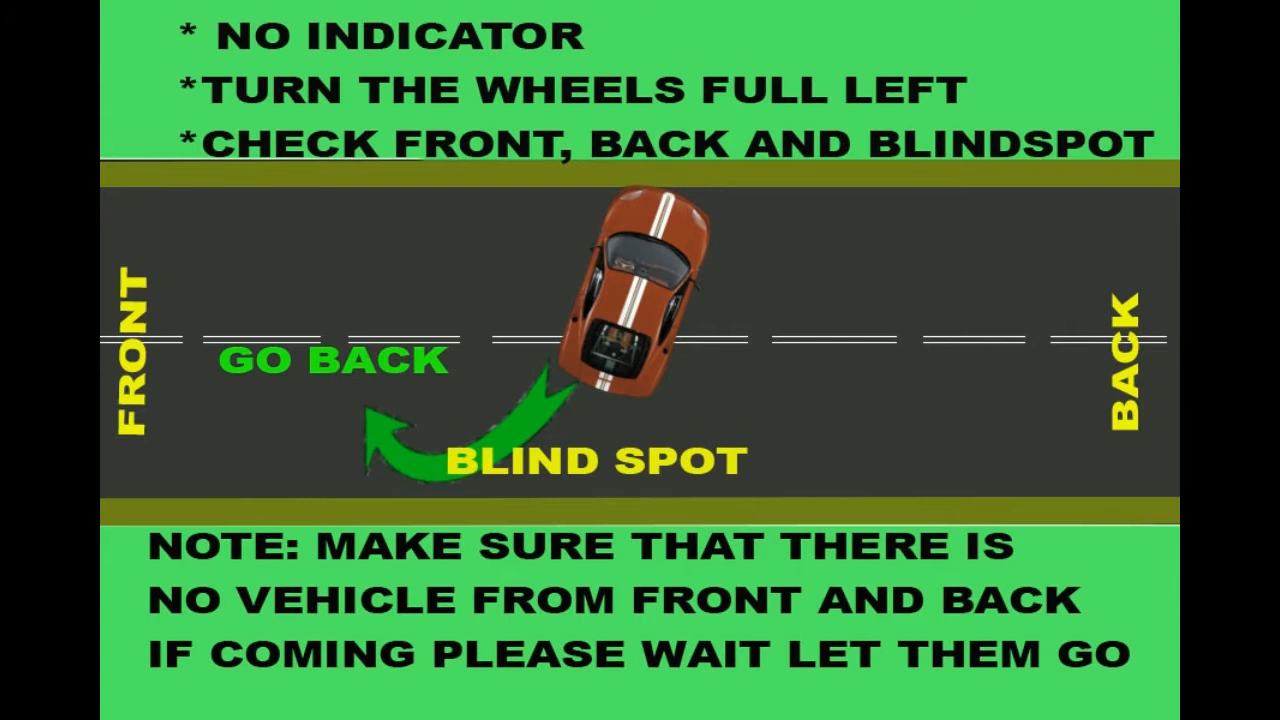 * NO INDICATOR
*TURN THE WHEELS FULL LEFT
*CHECK FRONT, BACK AND BLINDSPOT
FRONT
GO BACK
BACK
BLIND SPOT
NOTE: MAKE SURE THAT THERE IS
NO VEHICLE FROM FRONT AND BACK
IF COMING PLEASE WAIT LET THEM GO